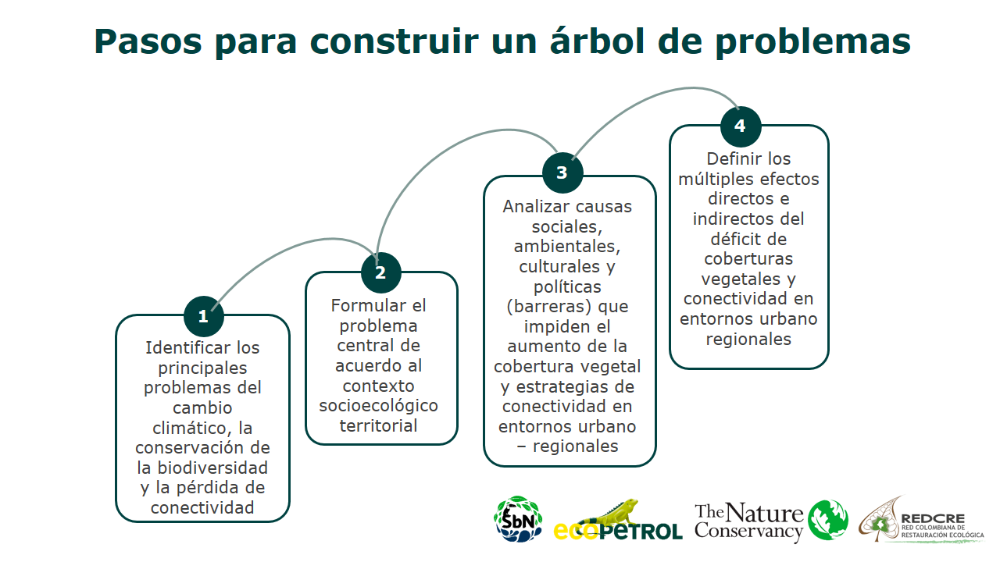 Pasos para construir un árbol de problemas
1
Identificar los
principales
problemas del
cambio
climático, la
conservación de
la biodiversidad
y la pérdida de
conectividad
2
Formular el
problema
central de
acuerdo al
contexto
socioecológico
territorial
3
Analizar causas
sociales,
ambientales,
culturales y
políticas
(barreras) que
impiden el
aumento de la
cobertura vegetal
y estrategias de
conectividad en
entornos urbano
– regionales
4
Definir los
múltiples efectos
directos e
indirectos del
déficit de
coberturas
vegetales y
conectividad en
entornos urbano
regionales
SbN
ecoPETROL
The Nature
Conservancy
REDCRE
RED COLOMBIANA DE
RESTAURACIÓN ECOLÓGICA